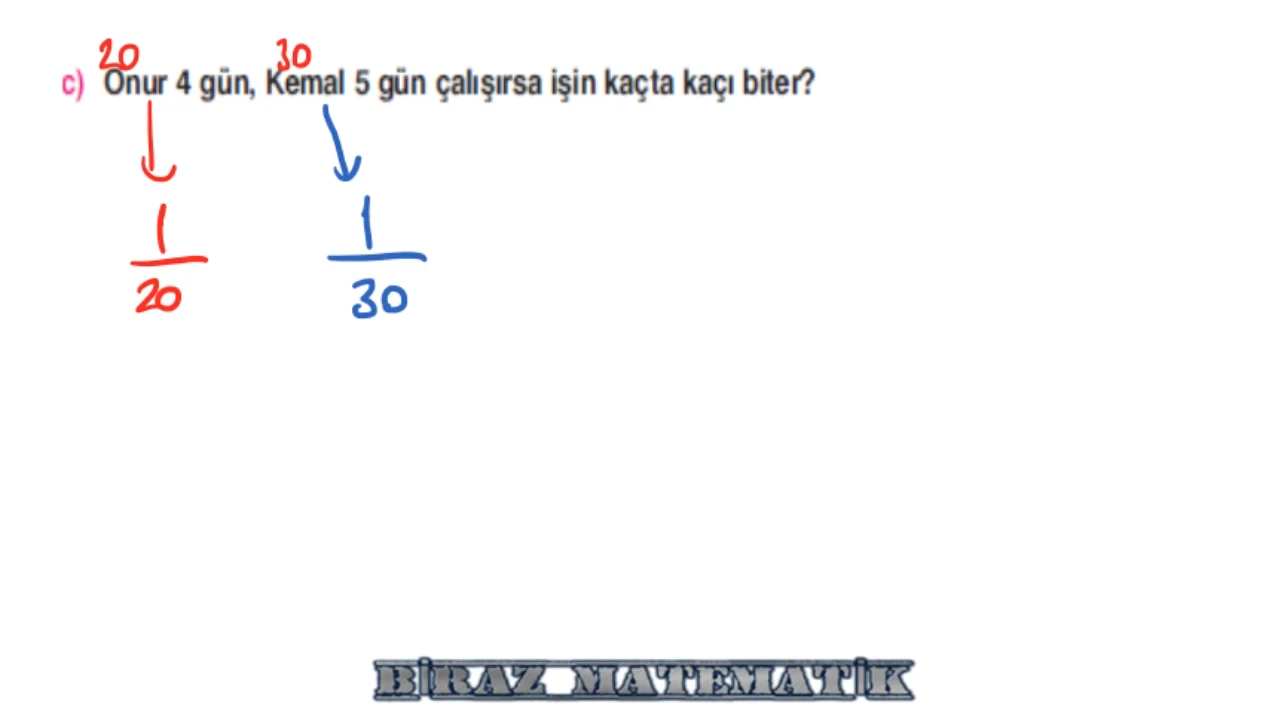 20 30
c) Onur 4 gün, Kemal 5 gün çalışırsa işin kaçta kaçı biter?
1 1
20 30
BİRAZ MATEMATİK